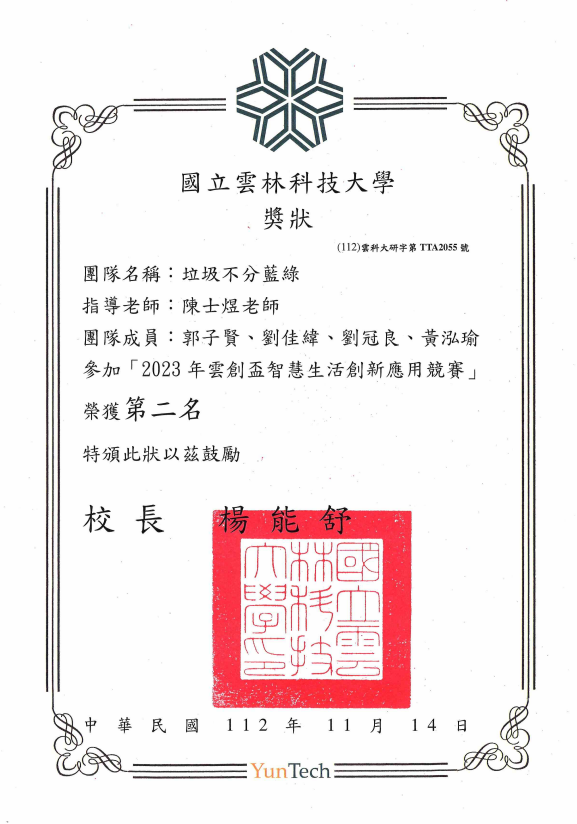 國立雲林科技大學
獎狀
(112)雲科大研字第 TTA2055 號
團隊名稱：垃圾不分藍綠
指導老師：陳士煜老師
團隊成員：郭子賢、劉佳緯、劉冠良、黃泓瑜
參加「2023 年雲創盃智慧生活創新應用競賽」
榮獲第二名
特頒此狀以茲鼓勵
校長 楊能舒
國立雲林科技大學印
中華民國 112 年 11 月 14 日
YunTech